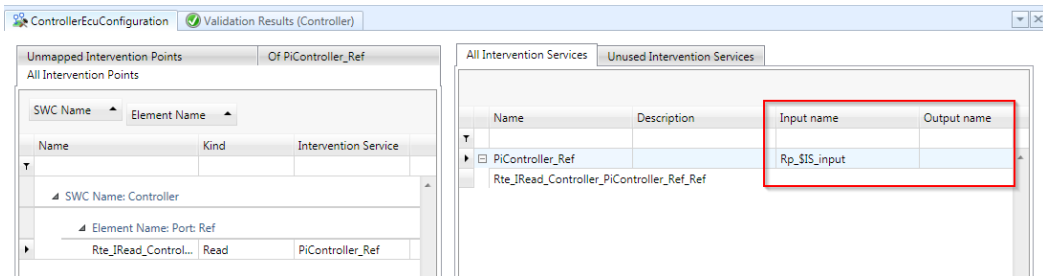 ControllerEcuConfiguration Validation Results (Controller)
Unmapped Intervention Points Of PiController_Ref
All Intervention Points
SWC Name Element Name
Name Kind Intervention Service
SWC Name: Controller
Element Name: Port: Ref
Rte_IRead_Control... Read PiController_Ref
All Intervention Services Unused Intervention Services
Name Description Input name Output name
PiController_Ref Rp_$IS_input
Rte_IRead_Controller_PiController_Ref_Ref